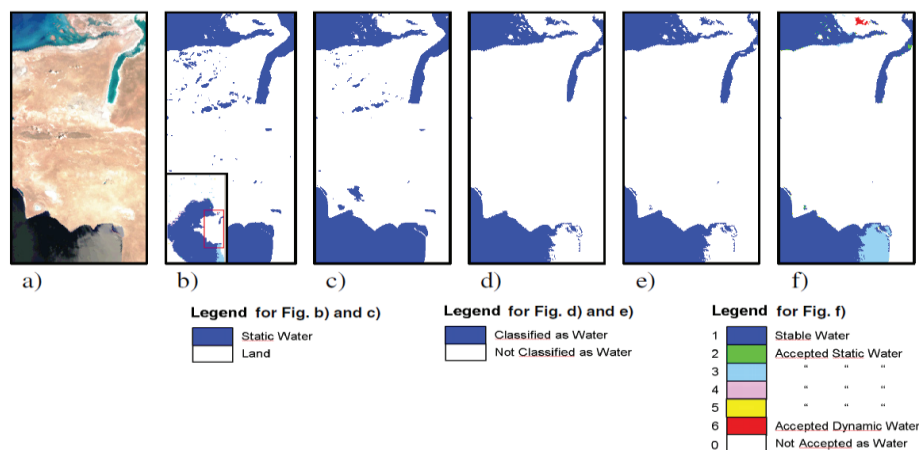 a)
b)
c)
d)
e)
f)
Legend for Fig. b) and c)
Static Water
Land
Legend for Fig. d) and e)
Classified as Water
Not Classified as Water
Legend for Fig. f)
1 Stable Water
2 Accepted Static Water
3 “ “ “
4 “ “ “
5 “ “ “
6 Accepted Dynamic Water
0 Not Accepted as Water